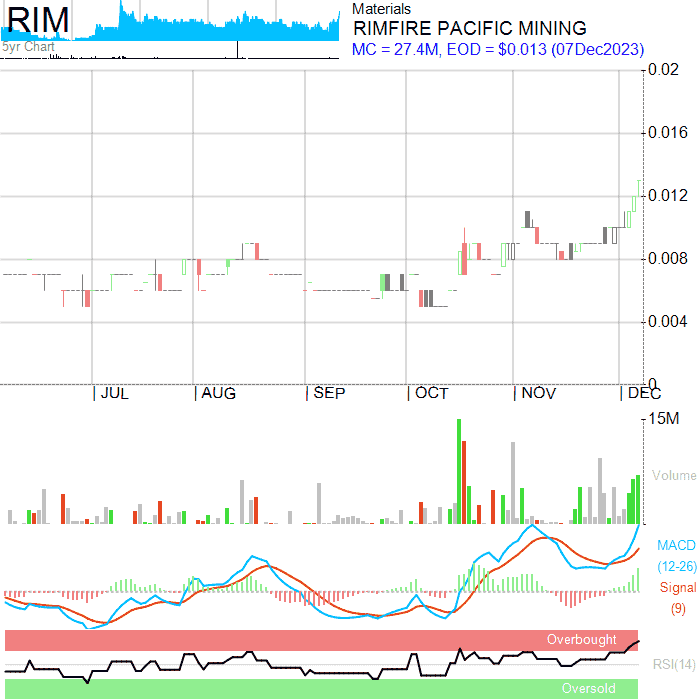 RIM
5yr Chart
Materials
RIMFIRE PACIFIC MINING
MC = 27.4M, EOD = $0.013 (07Dec2023)
0.02
0.016
0.012
0.008
0.004
0
JUL AUG SEP OCT NOV DEC
15M
Volume
MACD
(12-26)
Signal
(9)
Overbought
RSI(14)
Oversold